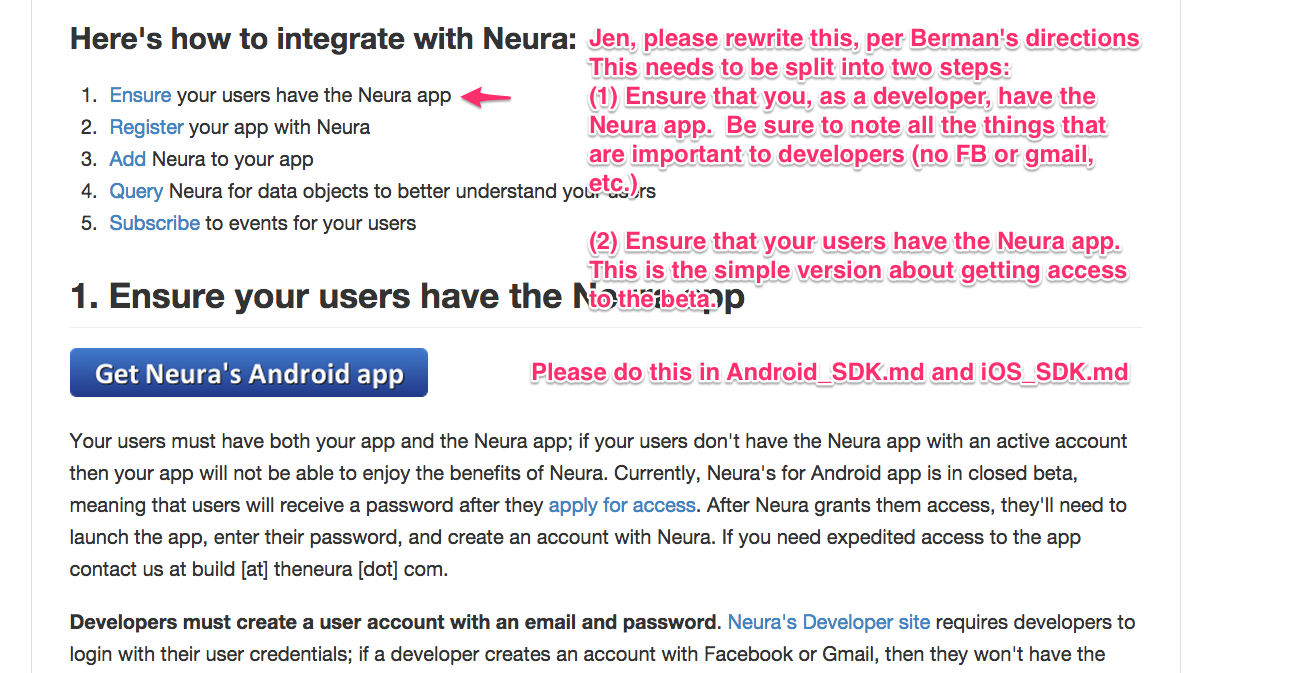 Here's how to integrate with Neura:
Jen, please rewrite this, per Berman's directions
This needs to be split into two steps:
(1) Ensure that you, as a developer, have the
Neura app.  Be sure to note all the things that
are important to developers (no FB or gmail,
etc.)
1. Ensure your users have the Neura app
2. Register your app with Neura
3. Add Neura to your app
4. Query Neura for data objects to better understand your users
5. Subscribe to events for your users
(2) Ensure that your users have the Neura app.
This is the simple version about getting access
to the beta.
1. Ensure your users have the Neura app
Get Neura's Android app
Please do this in Android_SDK.md and iOS_SDK.md
Your users must have both your app and the Neura app; if your users don't have the Neura app with an active account
then your app will not be able to enjoy the benefits of Neura. Currently, Neura's for Android app is in closed beta,
meaning that users will receive a password after they apply for access. After Neura grants them access, they'll need to
launch the app, enter their password, and create an account with Neura. If you need expedited access to the app
contact us at build [at] theneura [dot] com.
Developers must create a user account with an email and password. Neura's Developer site requires developers to
login with their user credentials; if a developer creates an account with Facebook or Gmail, then they won't have the